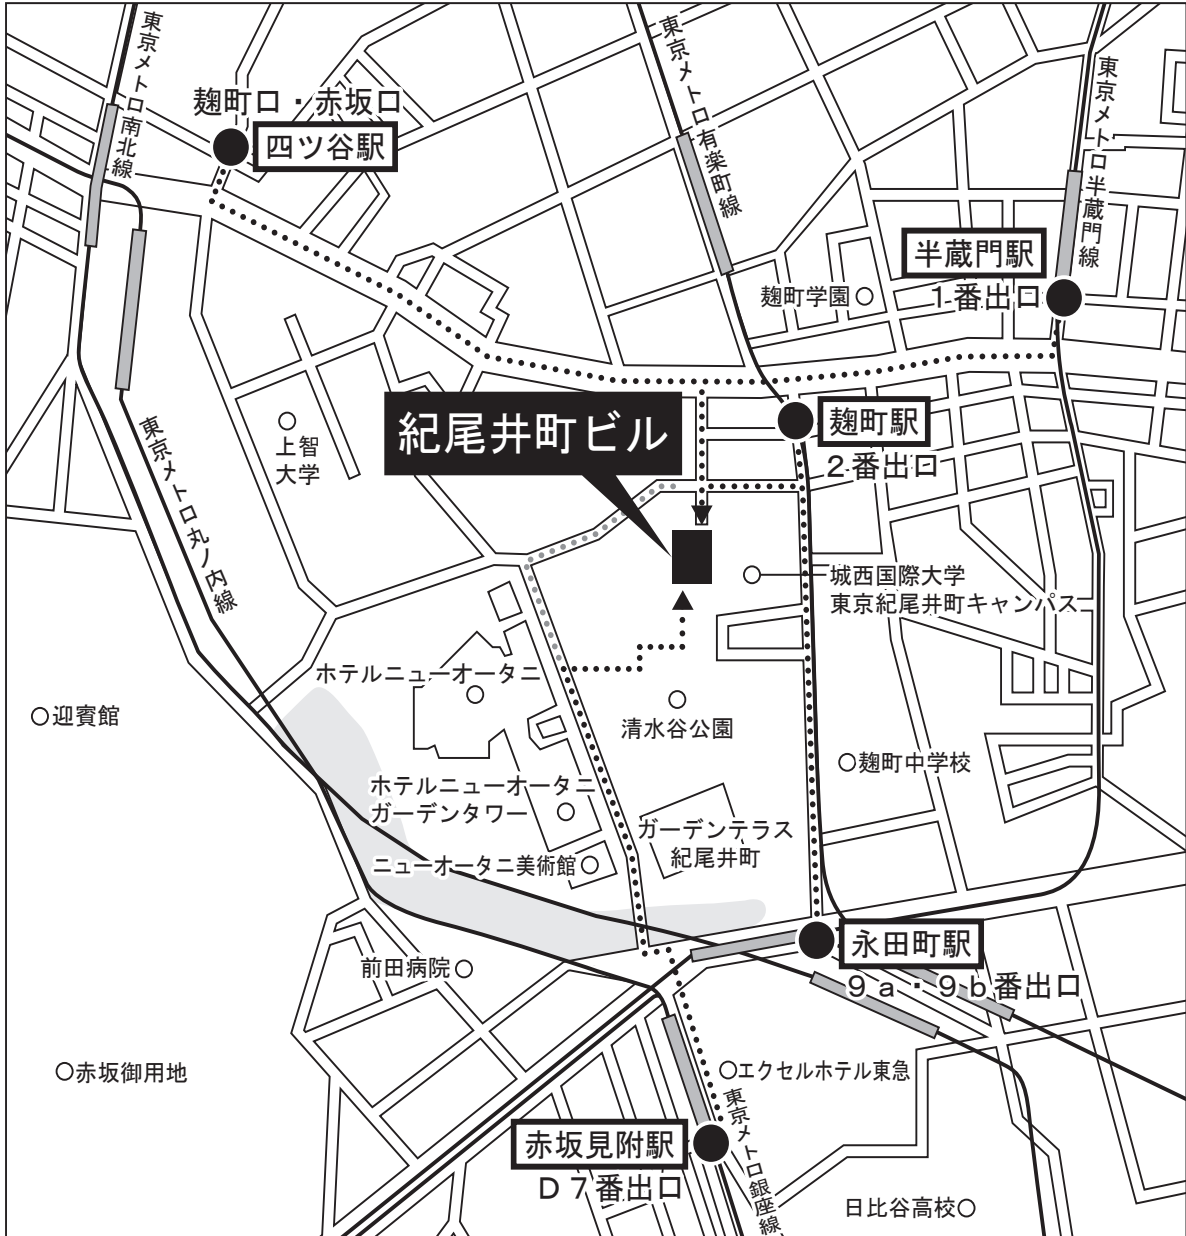 東京メトロ南北線
麹町口・赤坂口
四ツ谷駅
東京メトロ有楽町線
東京メトロ半蔵門線
半蔵門駅
1番出口
麹町学園
紀尾井町ビル
麹町駅
2番出口
上智
大学
東京メトロ丸ノ内線
城西国際大学
東京紀尾井町キャンパス
ホテルニューオータニ
迎賓館
清水谷公園
麹町中学校
ホテルニューオータニ
ガーデンタワー
ガーデンテラス
紀尾井町
ニューオータニ美術館
永田町駅
9a・9b番出口
前田病院
赤坂御用地
エクセルホテル東急
東京メトロ銀座線
赤坂見附駅
D7番出口
日比谷高校